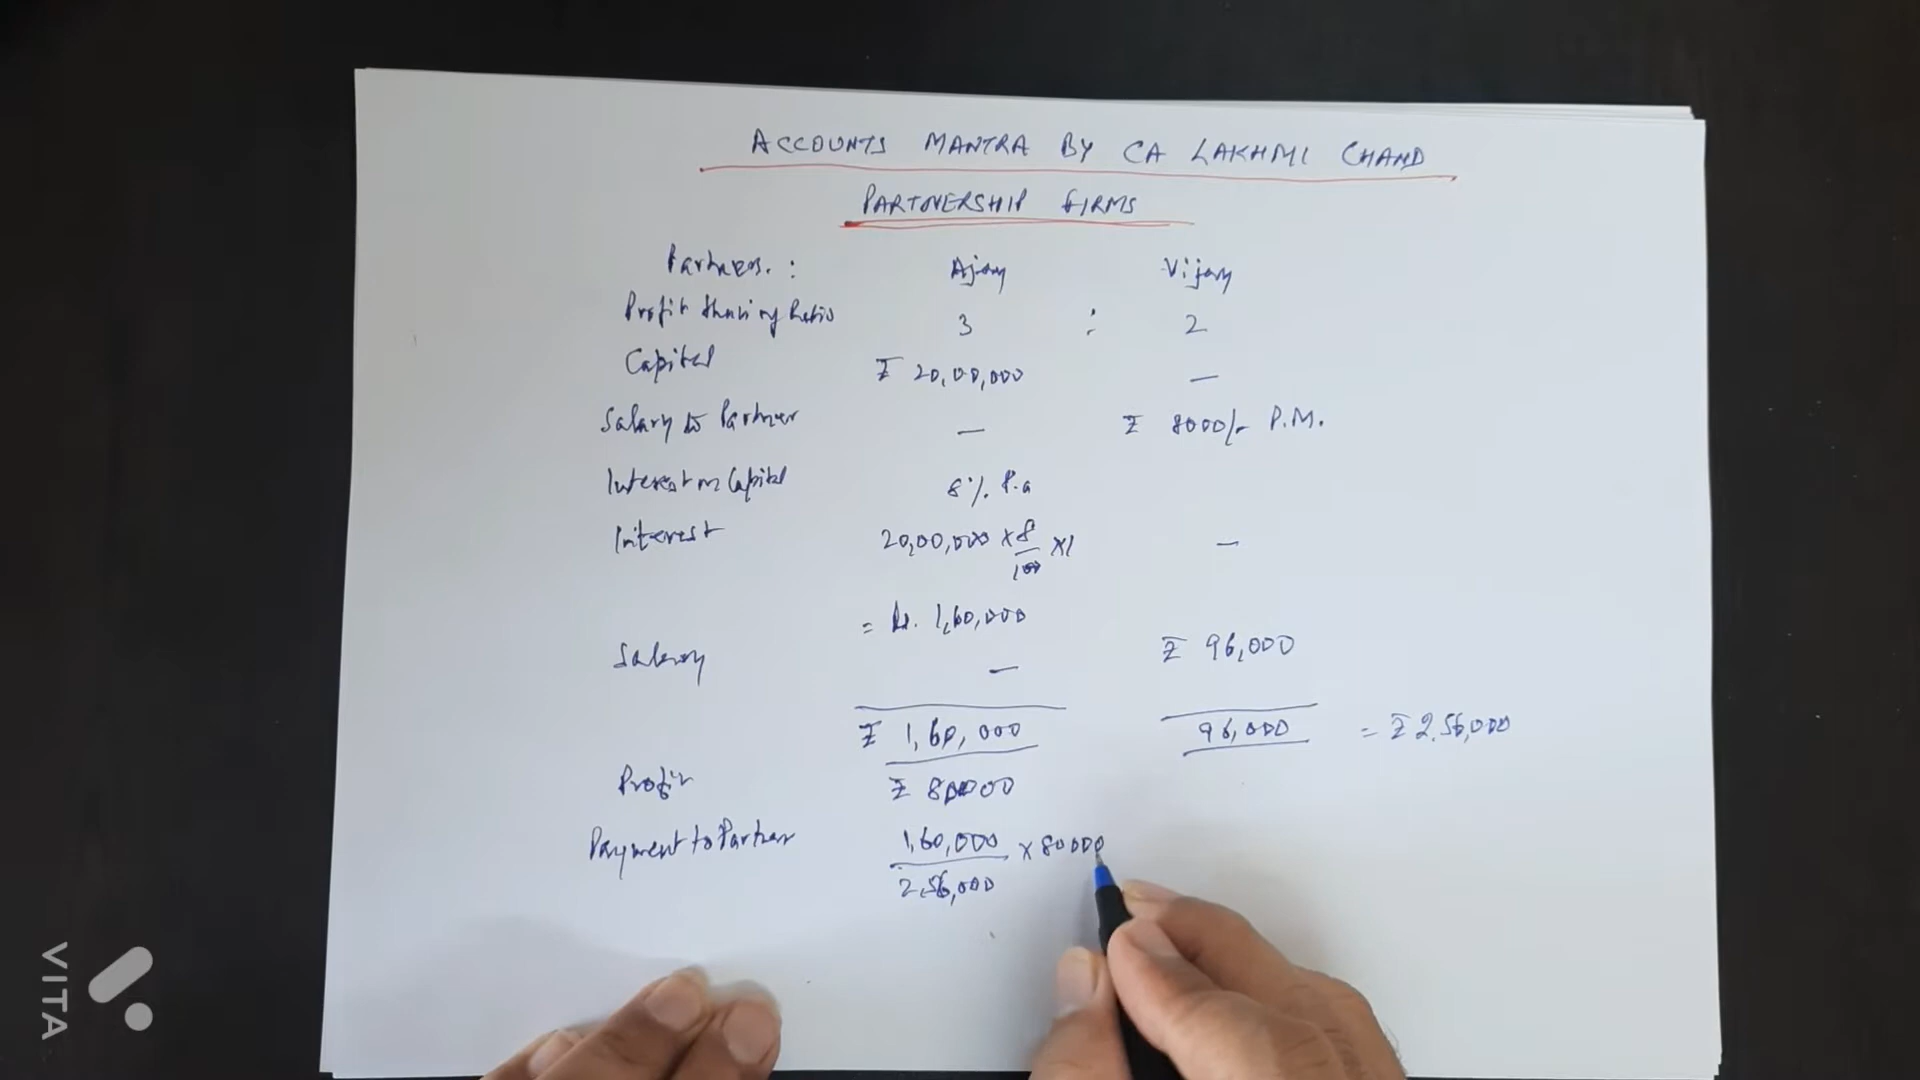 ACCOUNTS MANTRA BY CA LAKHMI CHAND
PARTNERSHIP FIRMS
Partners. : Ajay Vijay
Profit Sharing Ratio 3 : 2
Capital ₹ 20,00,000 —
Salary to Partner — ₹ 8000/- P.M.
Interest on Capital 8% P.a
Interest 20,00,000 x 8/100 x1 —
= Rs. 1,60,000
Salary — ₹ 96,000
₹ 1,60,000 96,000 = ₹ 2,56,000
Profit ₹ 80000
Payment to Partner 1,60,000 x 80000
2,56,000
VITA